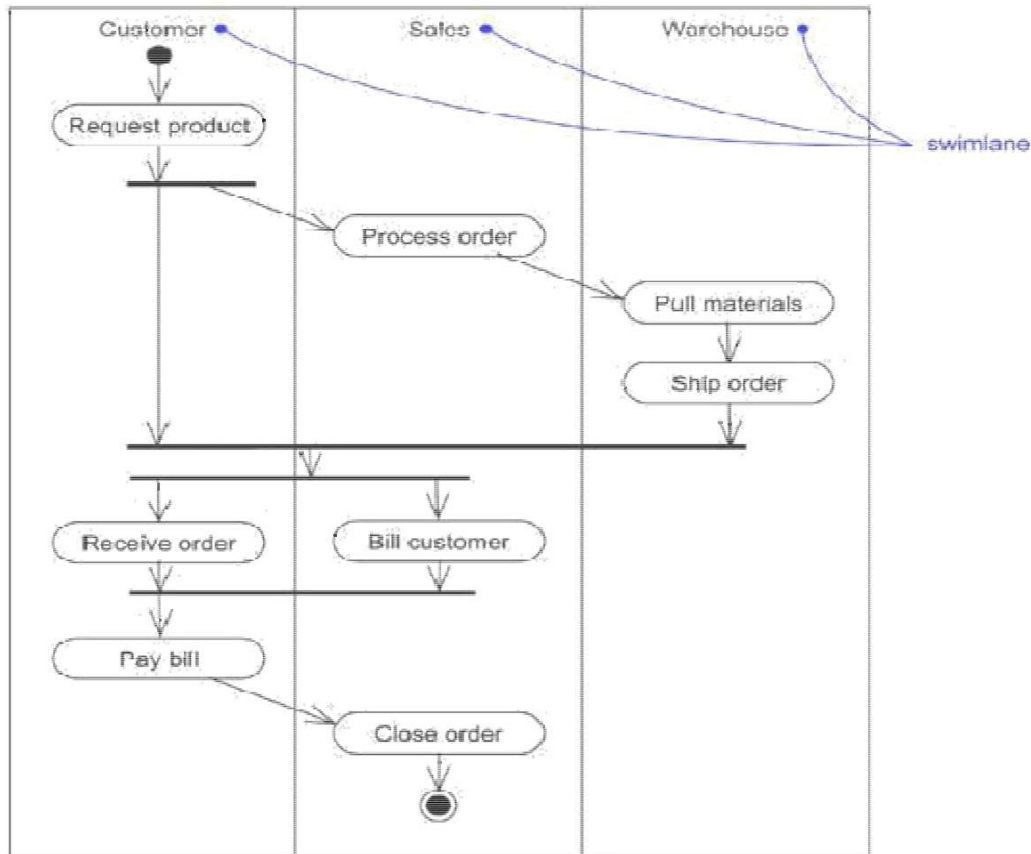 Customer
Sales
Warehouse
swimlane
Request product
Process order
Pull materials
Ship order
Receive order
Bill customer
Pay bill
Close order